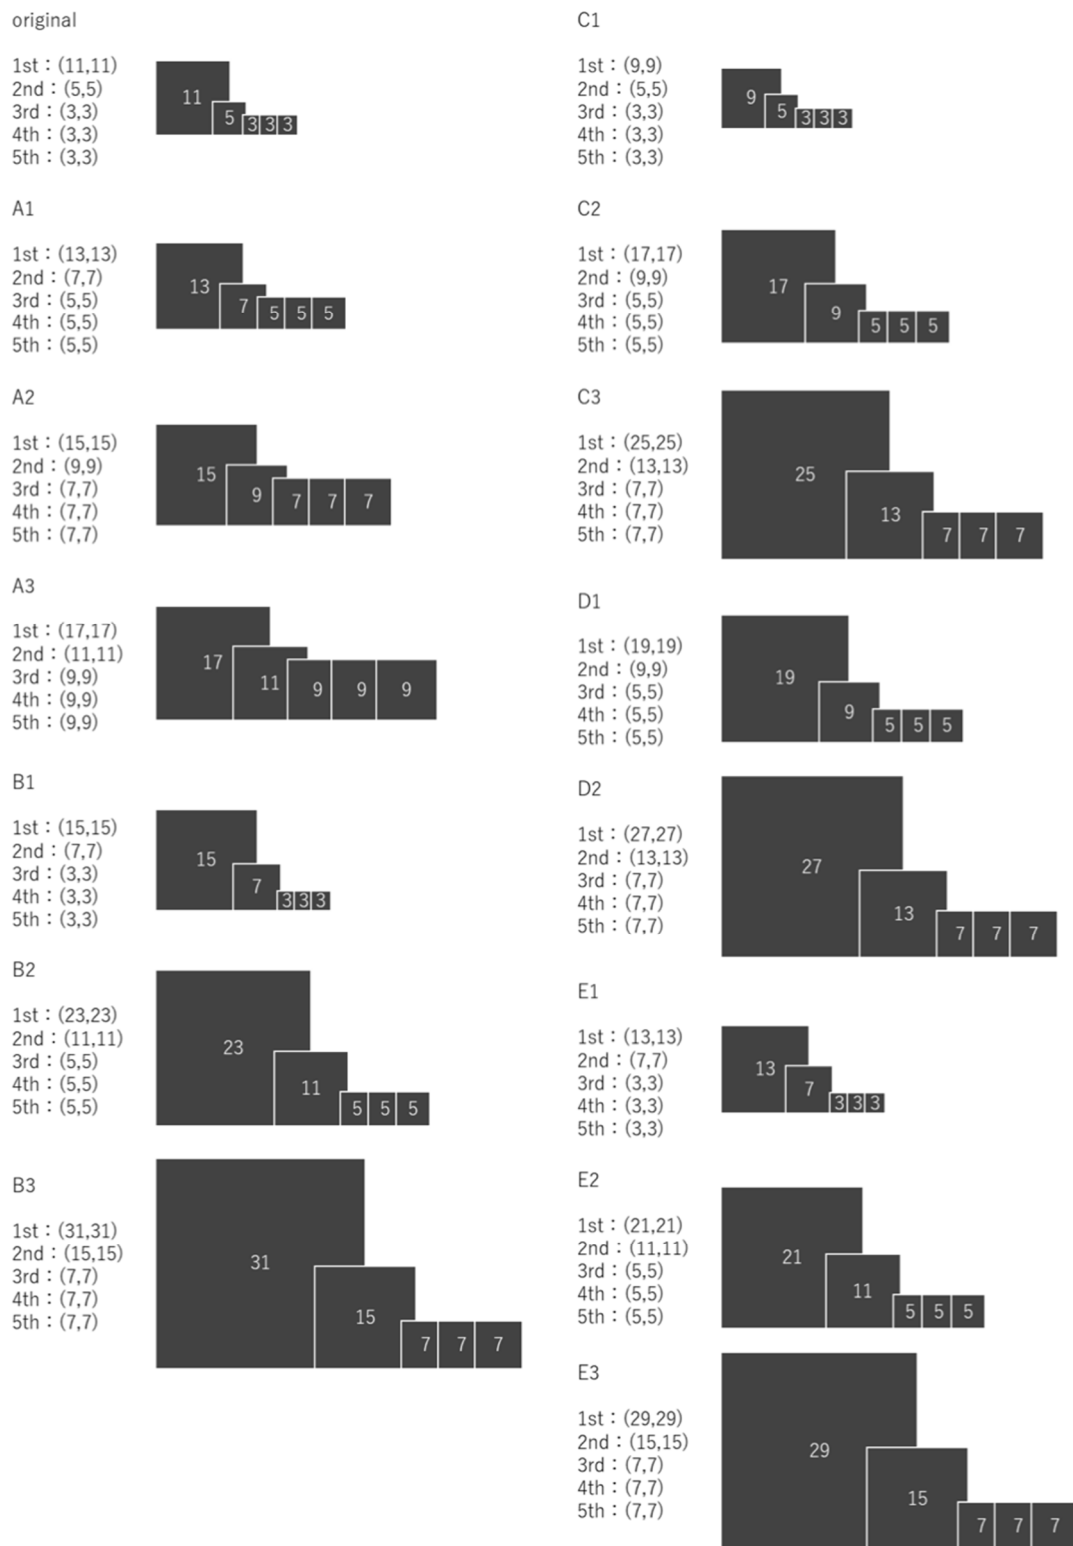 original
1st：(11,11)
2nd：(5,5)
3rd：(3,3)
4th：(3,3)
5th：(3,3)
11
5
3
3
3
A1
1st：(13,13)
2nd：(7,7)
3rd：(5,5)
4th：(5,5)
5th：(5,5)
13
7
5
5
5
A2
1st：(15,15)
2nd：(9,9)
3rd：(7,7)
4th：(7,7)
5th：(7,7)
15
9
7
7
7
A3
1st：(17,17)
2nd：(11,11)
3rd：(9,9)
4th：(9,9)
5th：(9,9)
17
11
9
9
9
B1
1st：(15,15)
2nd：(7,7)
3rd：(3,3)
4th：(3,3)
5th：(3,3)
15
7
3
3
3
B2
1st：(23,23)
2nd：(11,11)
3rd：(5,5)
4th：(5,5)
5th：(5,5)
23
11
5
5
5
B3
1st：(31,31)
2nd：(15,15)
3rd：(7,7)
4th：(7,7)
5th：(7,7)
31
15
7
7
7
C1
1st：(9,9)
2nd：(5,5)
3rd：(3,3)
4th：(3,3)
5th：(3,3)
9
5
3
3
3
C2
1st：(17,17)
2nd：(9,9)
3rd：(5,5)
4th：(5,5)
5th：(5,5)
17
9
5
5
5
C3
1st：(25,25)
2nd：(13,13)
3rd：(7,7)
4th：(7,7)
5th：(7,7)
25
13
7
7
7
D1
1st：(19,19)
2nd：(9,9)
3rd：(5,5)
4th：(5,5)
5th：(5,5)
19
9
5
5
5
D2
1st：(27,27)
2nd：(13,13)
3rd：(7,7)
4th：(7,7)
5th：(7,7)
27
13
7
7
7
E1
1st：(13,13)
2nd：(7,7)
3rd：(3,3)
4th：(3,3)
5th：(3,3)
13
7
3
3
3
E2
1st：(21,21)
2nd：(11,11)
3rd：(5,5)
4th：(5,5)
5th：(5,5)
21
11
5
5
5
E3
1st：(29,29)
2nd：(15,15)
3rd：(7,7)
4th：(7,7)
5th：(7,7)
29
15
7
7
7